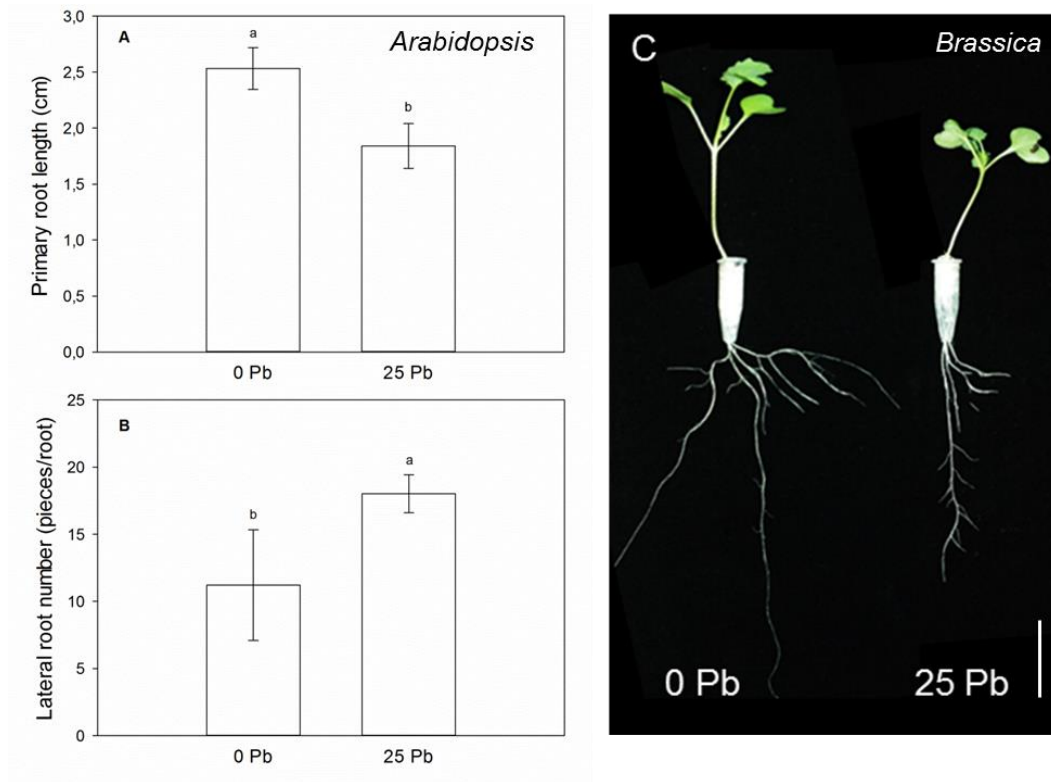 A
Arabidopsis
a
b
3,0
2,5
2,0
1,5
1,0
0,5
0,0
Primary root length (cm)
0 Pb
25 Pb
B
b
a
25
20
15
10
5
0
Lateral root number (pieces/root)
0 Pb
25 Pb
C
Brassica
0 Pb
25 Pb